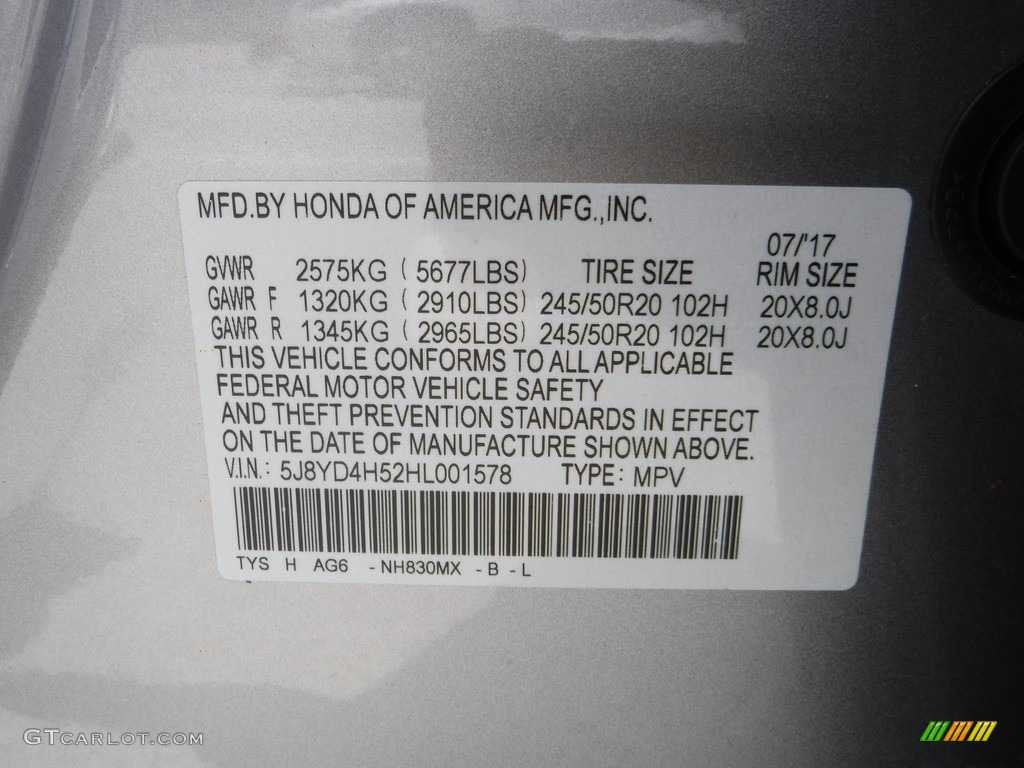 MFD.BY HONDA OF AMERICA MFG.,INC.
07/'17
GVWR 2575KG ( 5677LBS) TIRE SIZE RIM SIZE
GAWR F 1320KG (2910LBS) 245/50R20 102H 20X8.0J
GAWR R 1345KG (2965LBS) 245/50R20 102H 20X8.0J
THIS VEHICLE CONFORMS TO ALL APPLICABLE
FEDERAL MOTOR VEHICLE SAFETY
AND THEFT PREVENTION STANDARDS IN EFFECT
ON THE DATE OF MANUFACTURE SHOWN ABOVE.
V.I.N.: 5J8YD4H52HL001578 TYPE: MPV
TYS H AG6 -NH830MX -B -L
GTCARLOT.COM